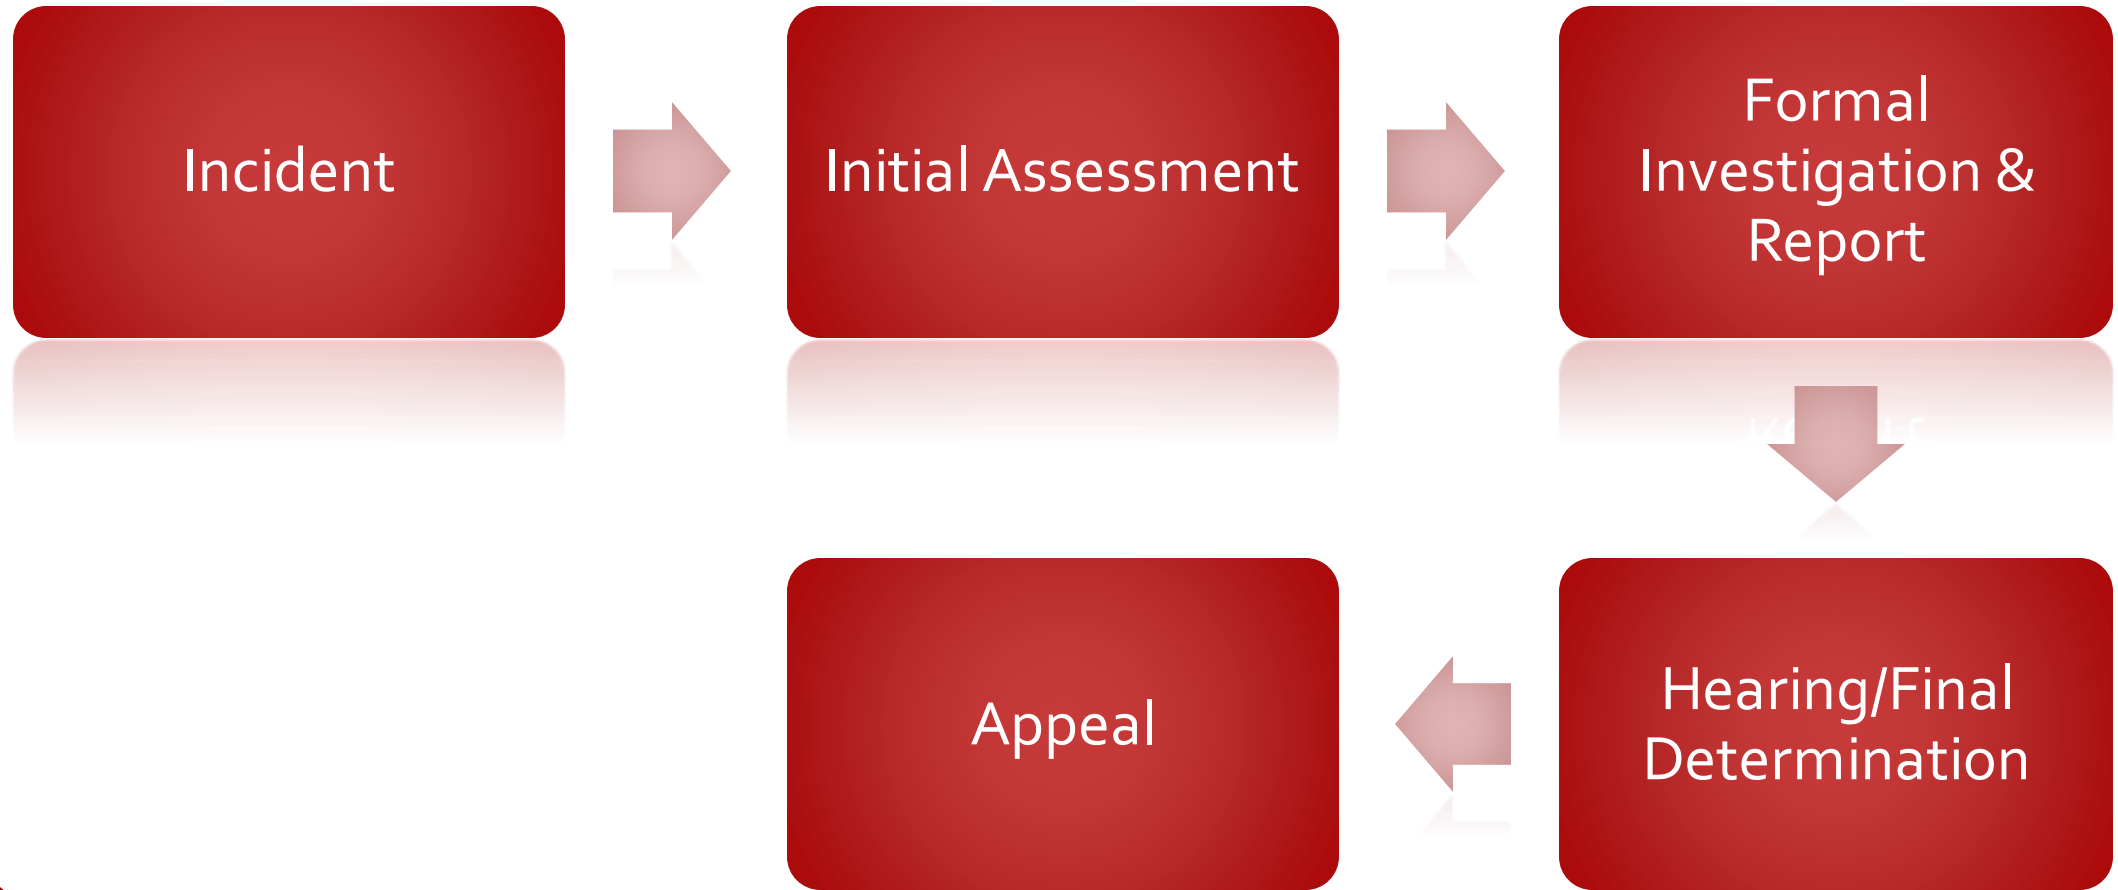 Incident
Initial Assessment
Formal
Investigation &
Report
Hearing/Final
Determination
Appeal